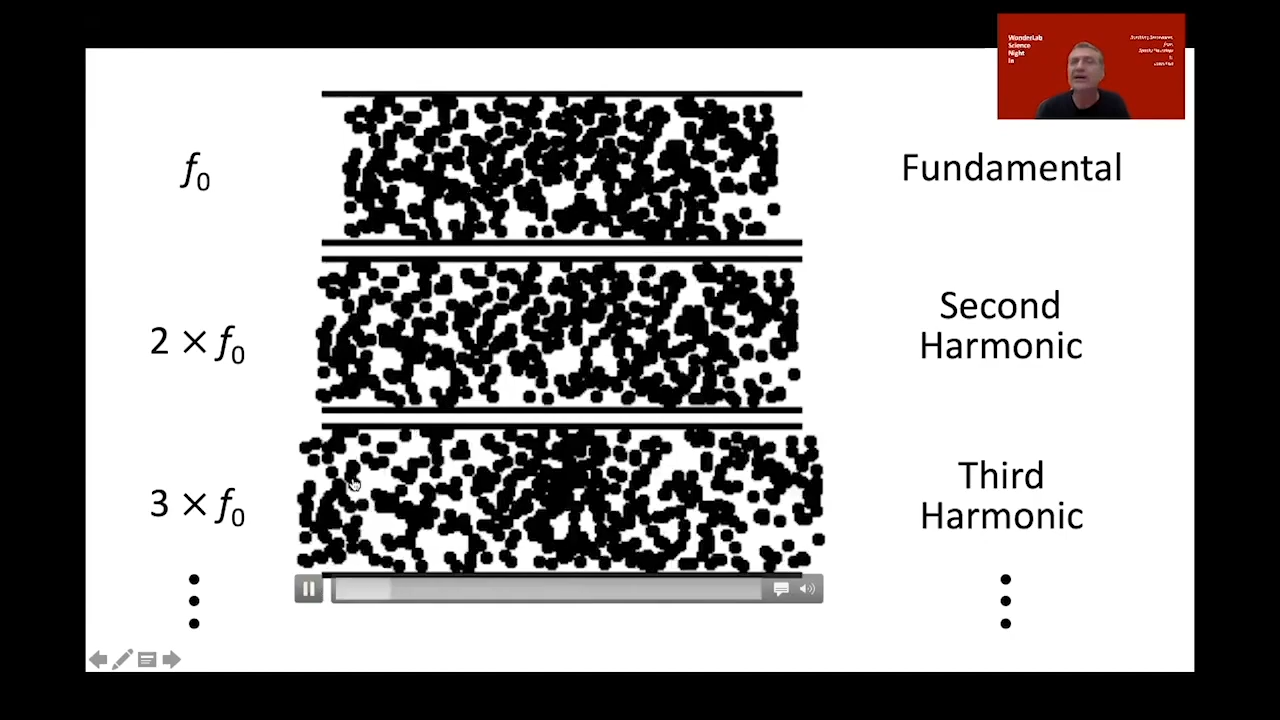 WonderLab
Science
Night
In
f₀
Fundamental
2 × f₀
Second
Harmonic
3 × f₀
Third
Harmonic